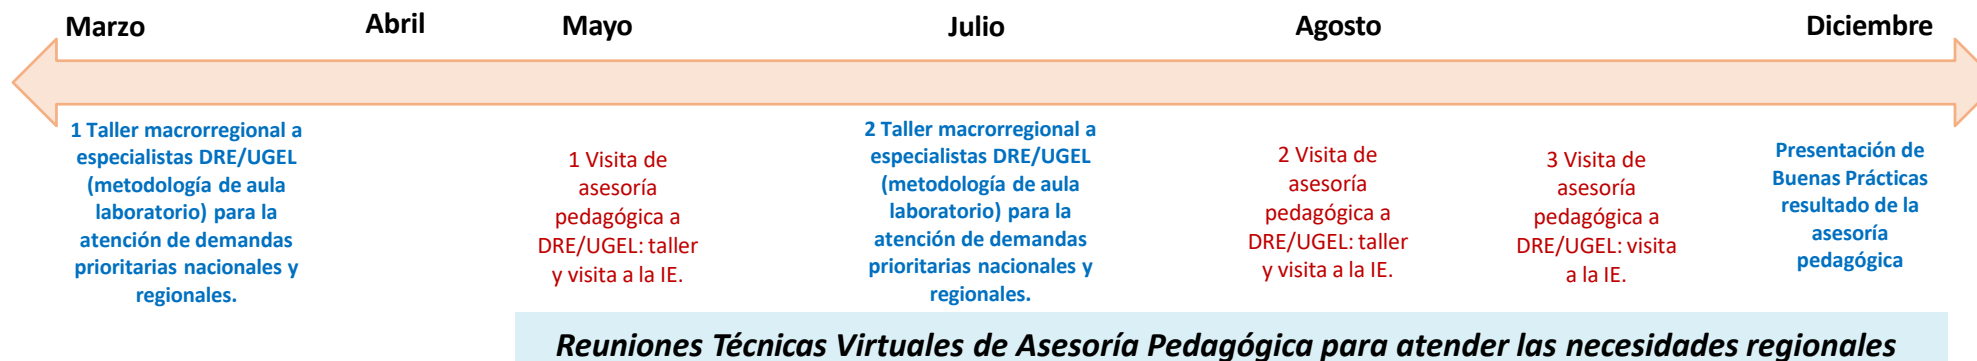 Marzo
Abril
Mayo
Julio
Agosto
Diciembre
1 Taller macrorregional a
especialistas DRE/UGEL
(metodología de aula
laboratorio) para la
atención de demandas
prioritarias nacionales y
regionales.
1 Visita de
asesoría
pedagógica a
DRE/UGEL: taller
y visita a la IE.
2 Taller macrorregional a
especialistas DRE/UGEL
(metodología de aula
laboratorio) para la
atención de demandas
prioritarias nacionales y
regionales.
2 Visita de
asesoría
pedagógica a
DRE/UGEL: taller
y visita a la IE.
3 Visita de
asesoría
pedagógica a
DRE/UGEL: visita
a la IE.
Presentación de
Buenas Prácticas
resultado de la
asesoría
pedagógica
Reuniones Técnicas Virtuales de Asesoría Pedagógica para atender las necesidades regionales